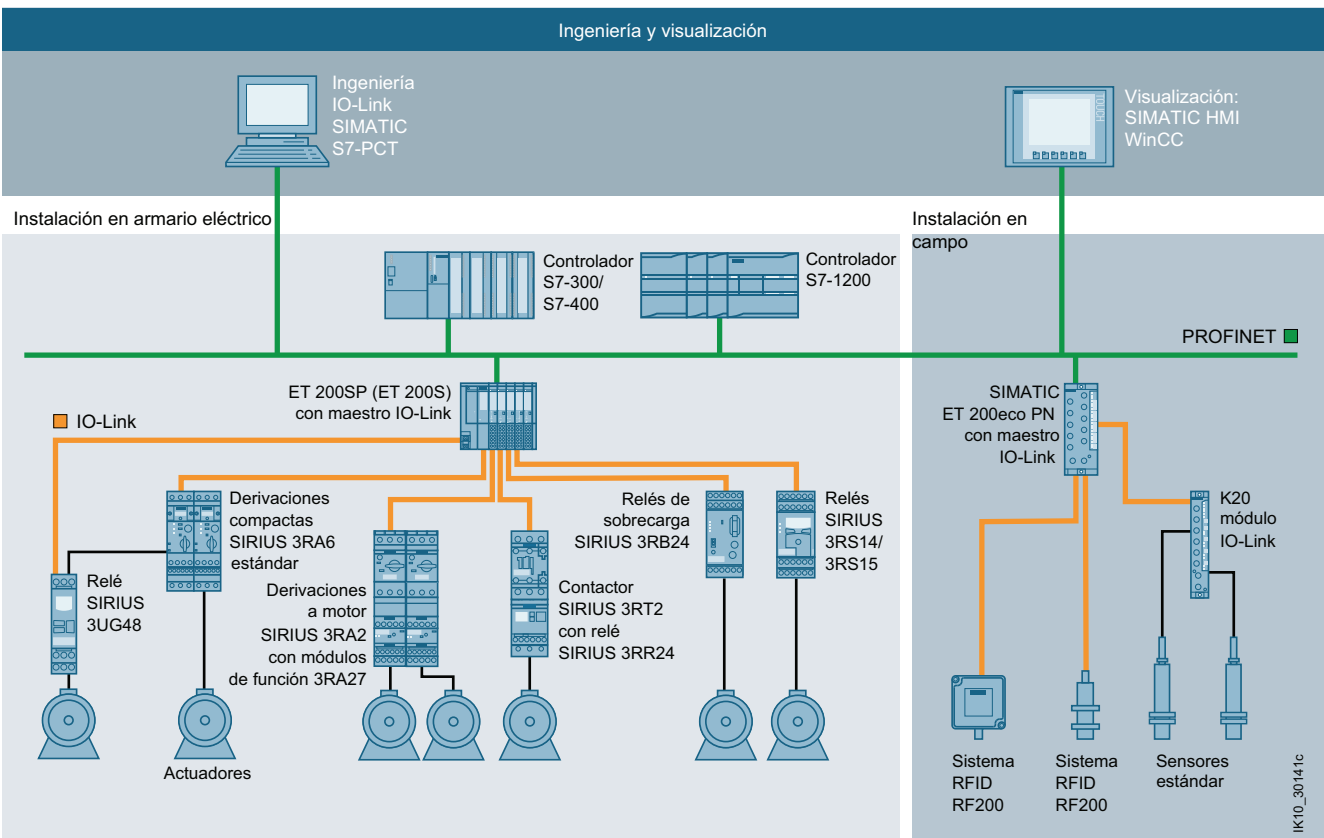 Ingeniería y visualización
Ingeniería
IO-Link
SIMATIC
S7-PCT
Visualización:
SIMATIC HMI
WinCC
TOUCH
Instalación en armario eléctrico
Instalación en
campo
Controlador
S7-300/
S7-400
Controlador
S7-1200
PROFINET
ET 200SP (ET 200S)
con maestro IO-Link
IO-Link
SIMATIC
ET 200eco PN
con maestro
IO-Link
Derivaciones
compactas
SIRIUS 3RA6
estándar
Relés de
sobrecarga
SIRIUS 3RB24
Relés
SIRIUS
3RS14/
3RS15
K20
módulo
IO-Link
Relé
SIRIUS
3UG48
Derivaciones
a motor
SIRIUS 3RA2
con módulos
de función 3RA27
Contactor
SIRIUS 3RT2
con relé
SIRIUS 3RR24
Actuadores
Sistema
RFID
RF200
Sistema
RFID
RF200
Sensores
estándar
IK10_30141c